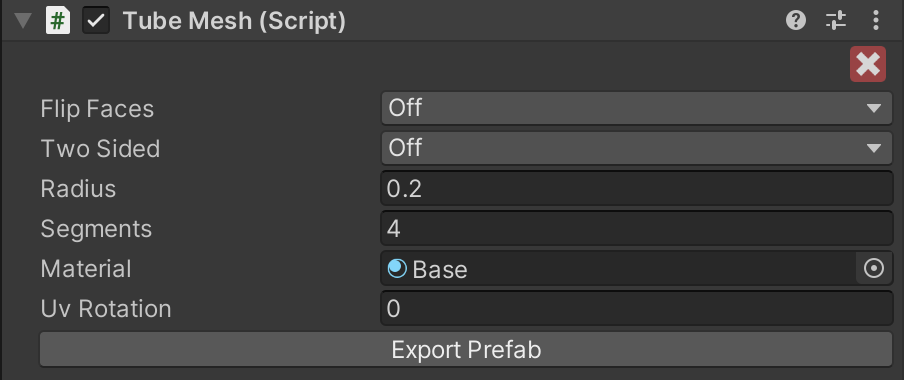 # Tube Mesh (Script)
Flip Faces Off
Two Sided Off
Radius 0.2
Segments 4
Material Base
Uv Rotation 0
Export Prefab